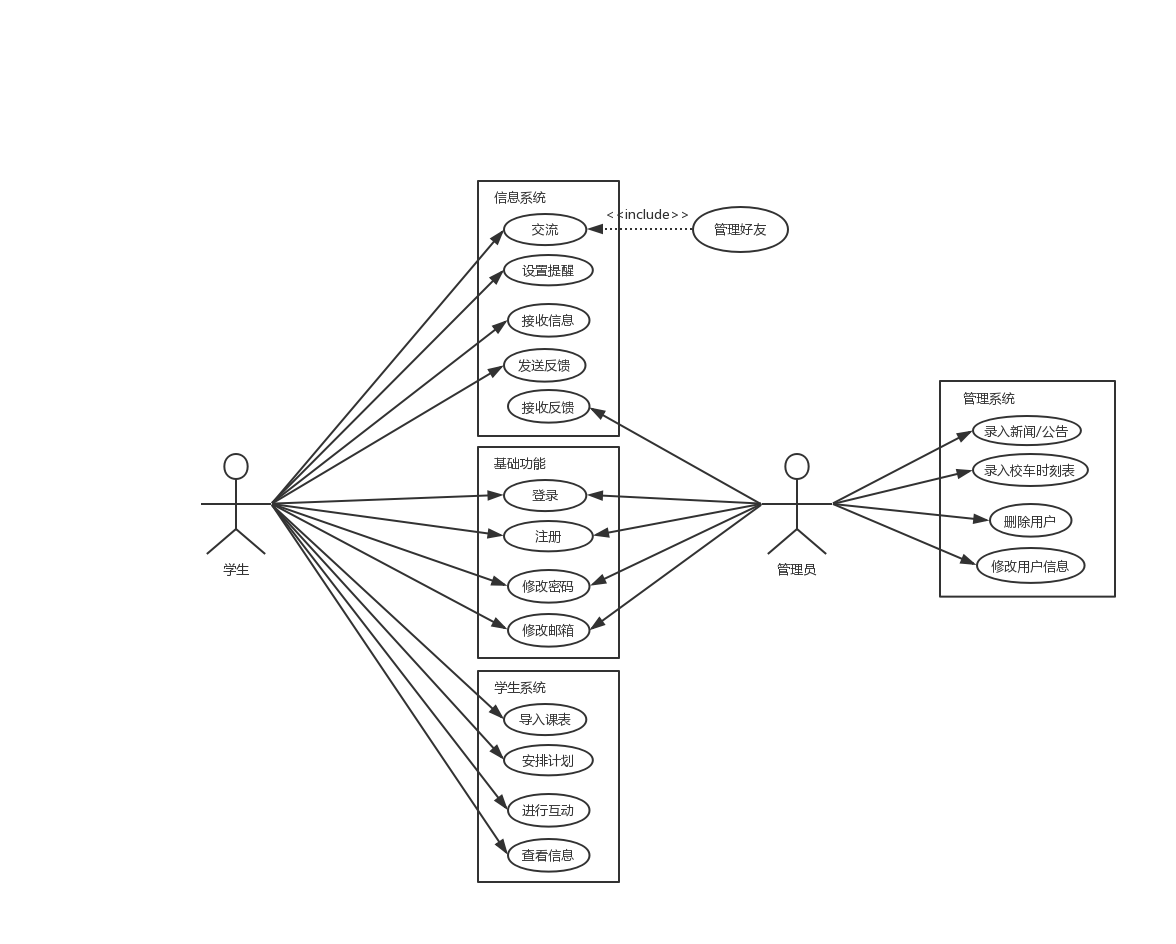 信息系统
交流
<<include>>
管理好友
设置提醒
接收信息
发送反馈
接收反馈
基础功能
登录
注册
修改密码
修改邮箱
学生
管理员
管理系统
录入新闻/公告
录入校车时刻表
删除用户
修改用户信息
学生系统
导入课表
安排计划
进行互动
查看信息